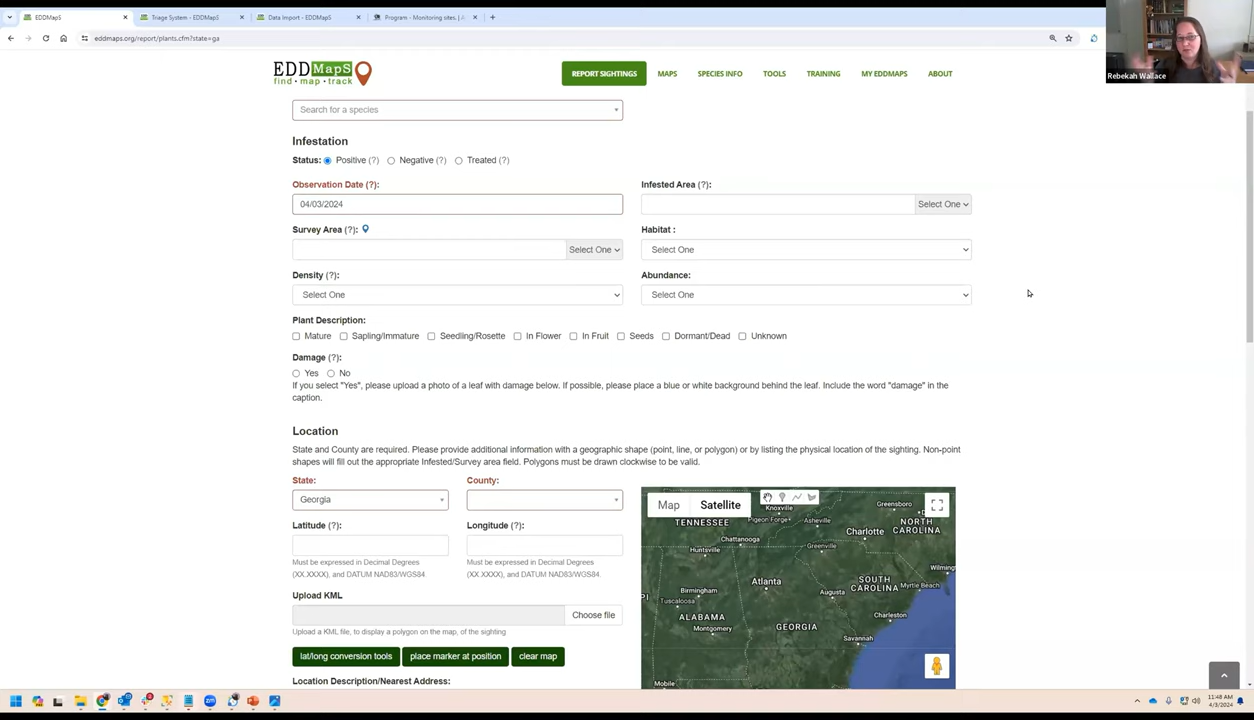 EDDMapS
Triage System - EDDMapS
Data Import - EDDMapS
Program - Monitoring sites. | A
eddmaps.org/report/plants.cfm?state=ga
Rebekah Wallace
EDDMapS
find • map • track
REPORT SIGHTINGS
MAPS
SPECIES INFO
TOOLS
TRAINING
MY EDDMAPS
ABOUT
Search for a species
Infestation
Status: Positive (?) Negative (?) Treated (?)
Observation Date (?):
Infested Area (?):
04/03/2024
Select One
Survey Area (?):
Habitat :
Select One
Select One
Density (?):
Abundance:
Select One
Select One
Plant Description:
Mature Sapling/Immature Seedling/Rosette In Flower In Fruit Seeds Dormant/Dead Unknown
Damage (?):
Yes No
If you select "Yes", please upload a photo of a leaf with damage below. If possible, please place a blue or white background behind the leaf. Include the word "damage" in the
caption.
Location
State and County are required. Please provide additional information with a geographic shape (point, line, or polygon) or by listing the physical location of the sighting. Non-point
shapes will fill out the appropriate Infested/Survey area field. Polygons must be drawn clockwise to be valid.
State:
County:
Georgia
Latitude (?):
Longitude (?):
Must be expressed in Decimal Degrees
(XX.XXXX), and DATUM NAD83/WGS84.
Must be expressed in Decimal Degrees
(XX.XXXX), and DATUM NAD83/WGS84.
Upload KML
Choose file
Upload a KML file, to display a polygon on the map, of the sighting
lat/long conversion tools
place marker at position
clear map
Location Description/Nearest Address:
Map
Satellite
Knoxville
Greensboro
TENNESSEE
Pigeon Forge
Asheville
NORTH
CAROLINA
Charlotte
Chattanooga
Huntsville
Greenville
Wilming
SOUTH
CAROLINA
Myrtle Beach
Atlanta
Birmingham
Tuscaloosa
Augusta
Charleston
ALABAMA
Montgomery
GEORGIA
Savannah
Mobile
11:48 AM
4/3/2024